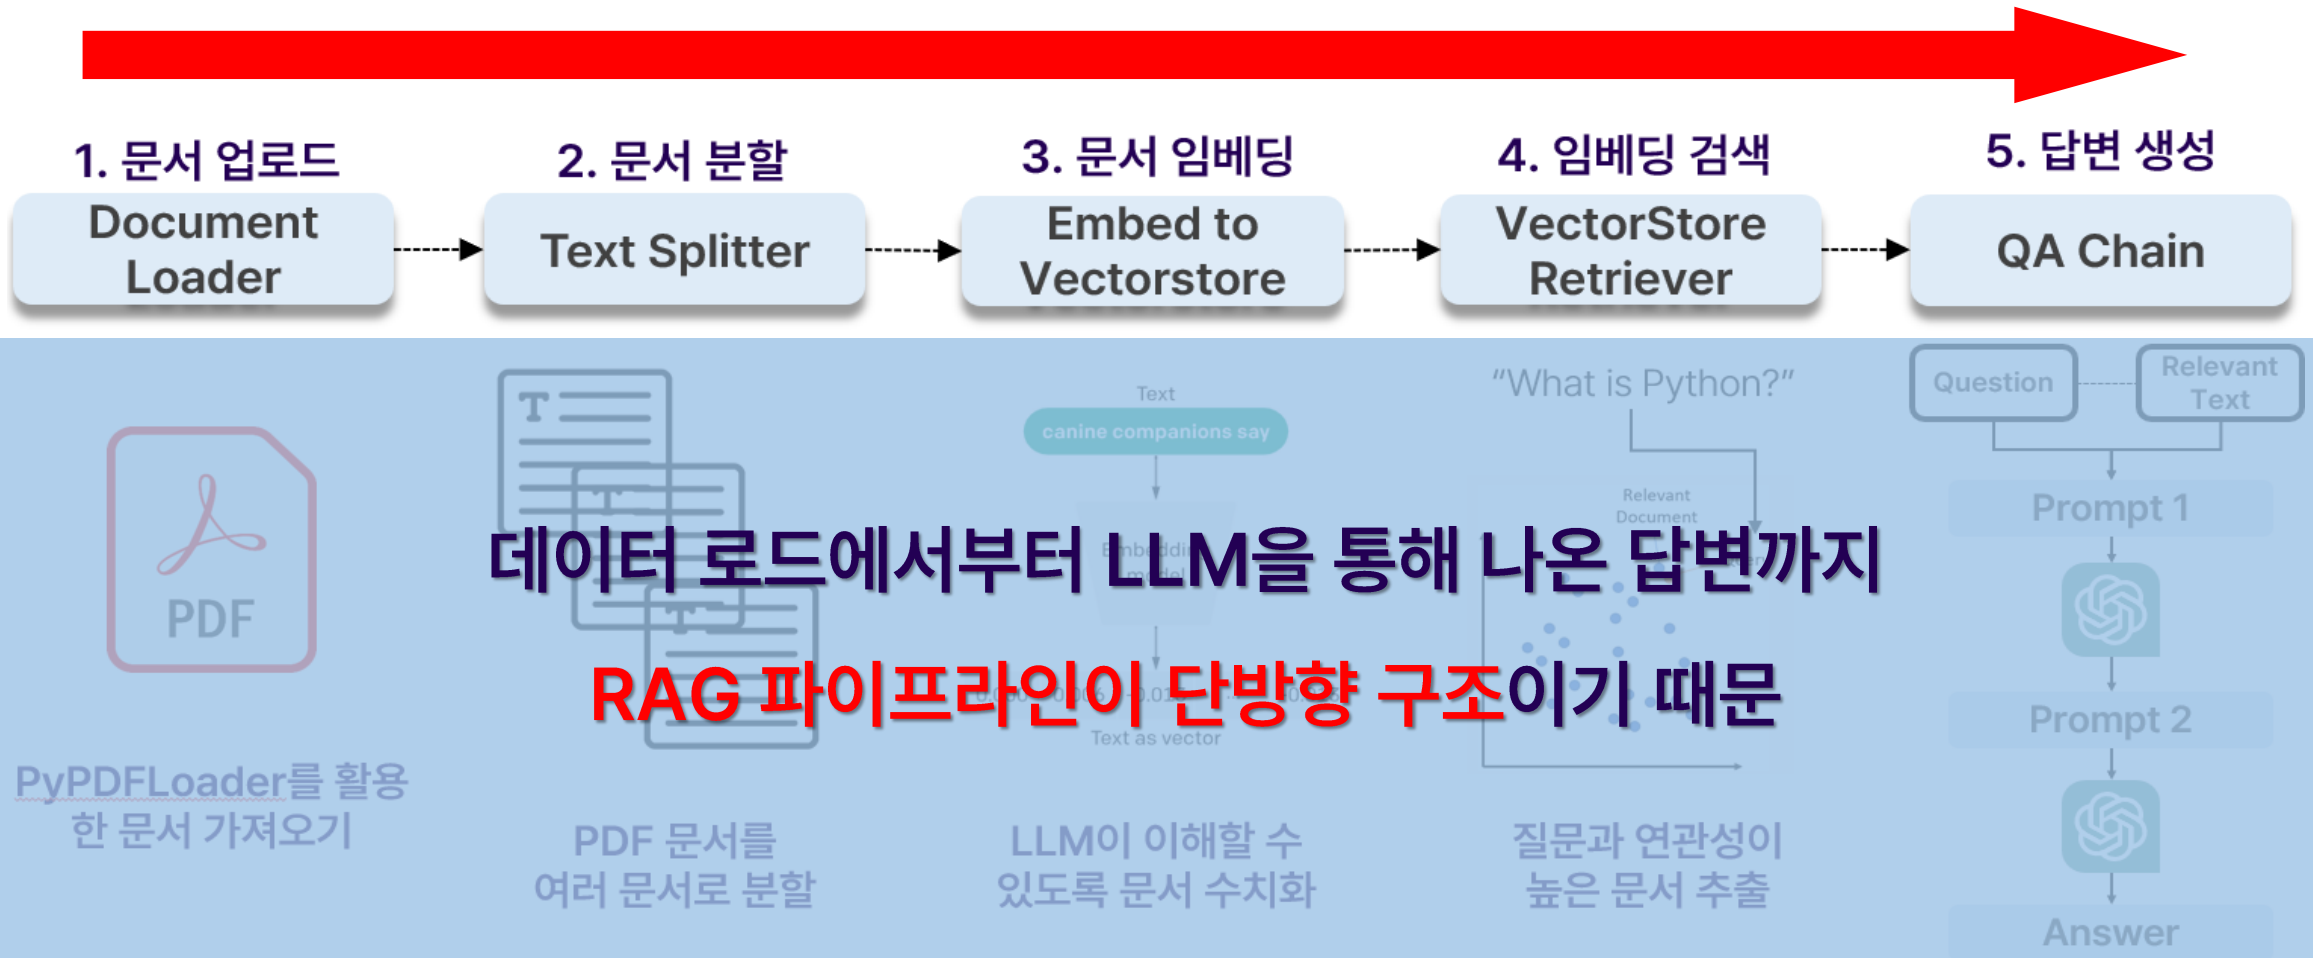 1. 문서 업로드
Document
Loader
2. 문서 분할
Text Splitter
3. 문서 임베딩
Embed to
Vectorstore
4. 임베딩 검색
VectorStore
Retriever
5. 답변 생성
QA Chain
데이터 로드에서부터 LLM을 통해 나온 답변까지
RAG 파이프라인이 단방향 구조이기 때문
PDF
PyPDFLoader를 활용
한 문서 가져오기
T
T
T
PDF 문서를
여러 문서로 분할
Text
canine companions say
Embedding
model
Text as vector
LLM이 이해할 수
있도록 문서 수치화
“What is Python?”
Relevant
Document
질문과 연관성이
높은 문서 추출
Question
Relevant
Text
Prompt 1
Prompt 2
Answer